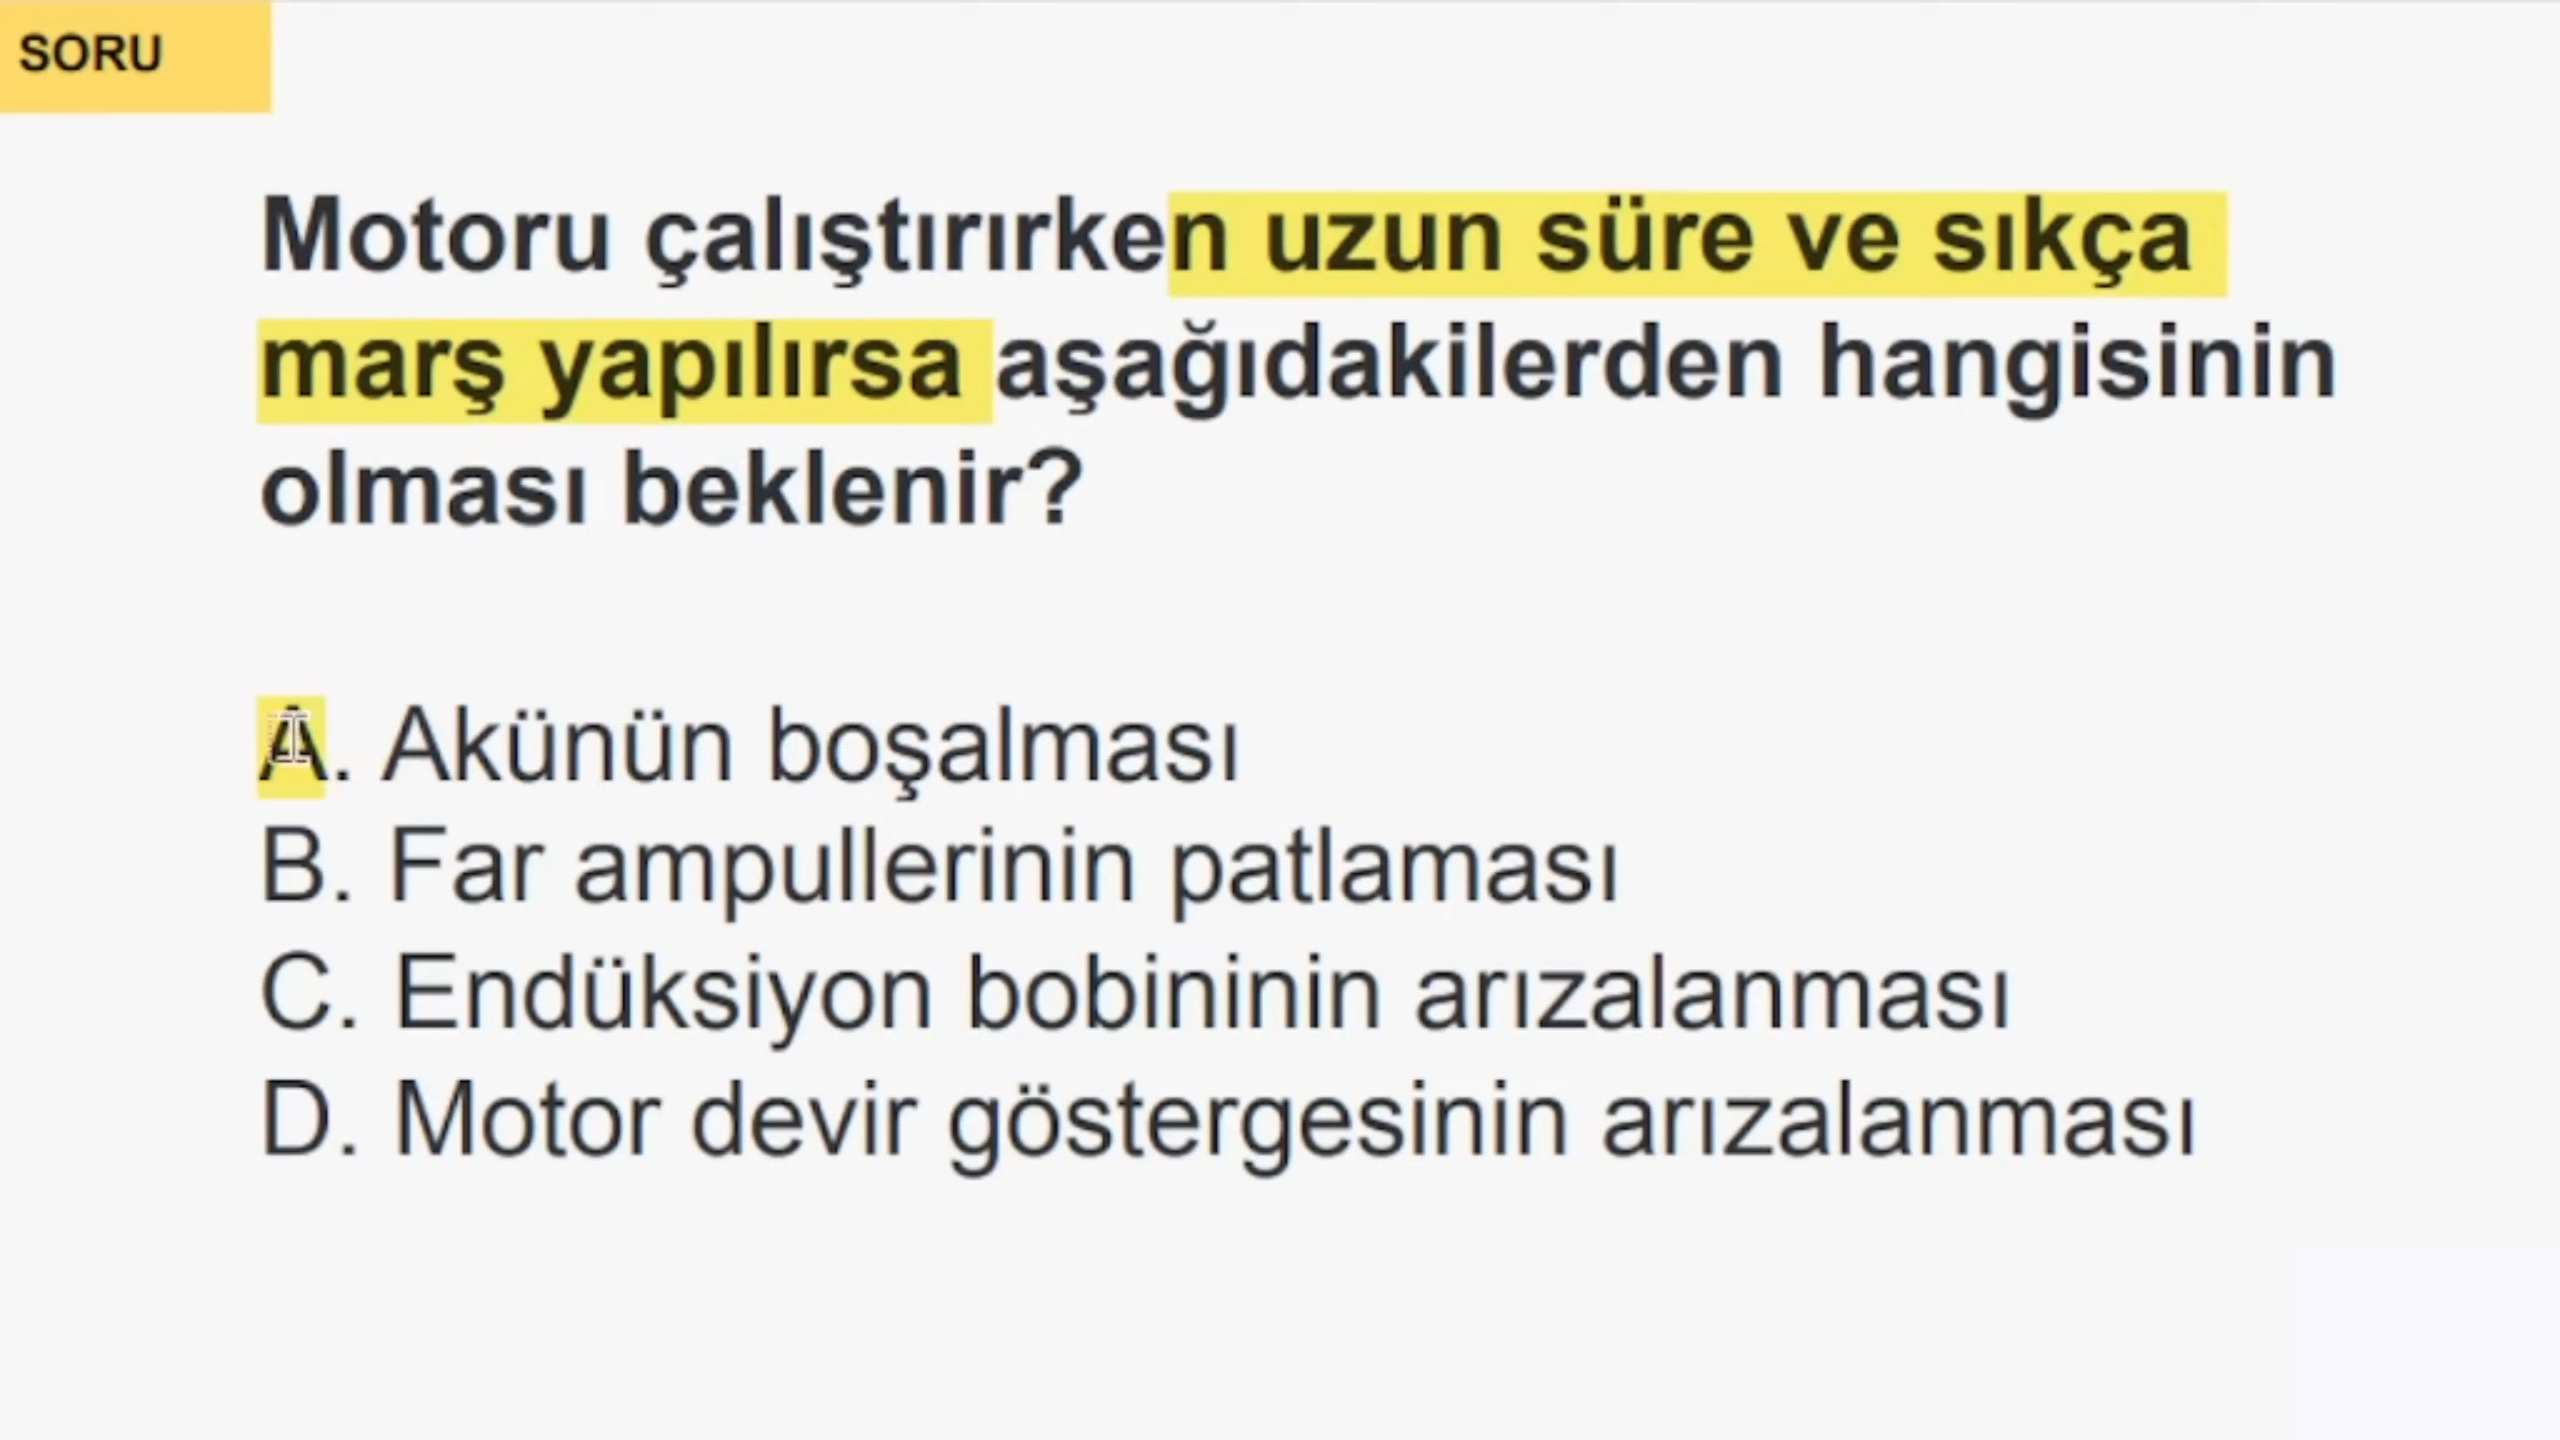 SORU
Motoru çalıştırırken uzun süre ve sıkça
marş yapılırsa aşağıdakilerden hangisinin
olması beklenir?
A. Akünün boşalması
B. Far ampullerinin patlaması
C. Endüksiyon bobininin arızalanması
D. Motor devir göstergesinin arızalanması